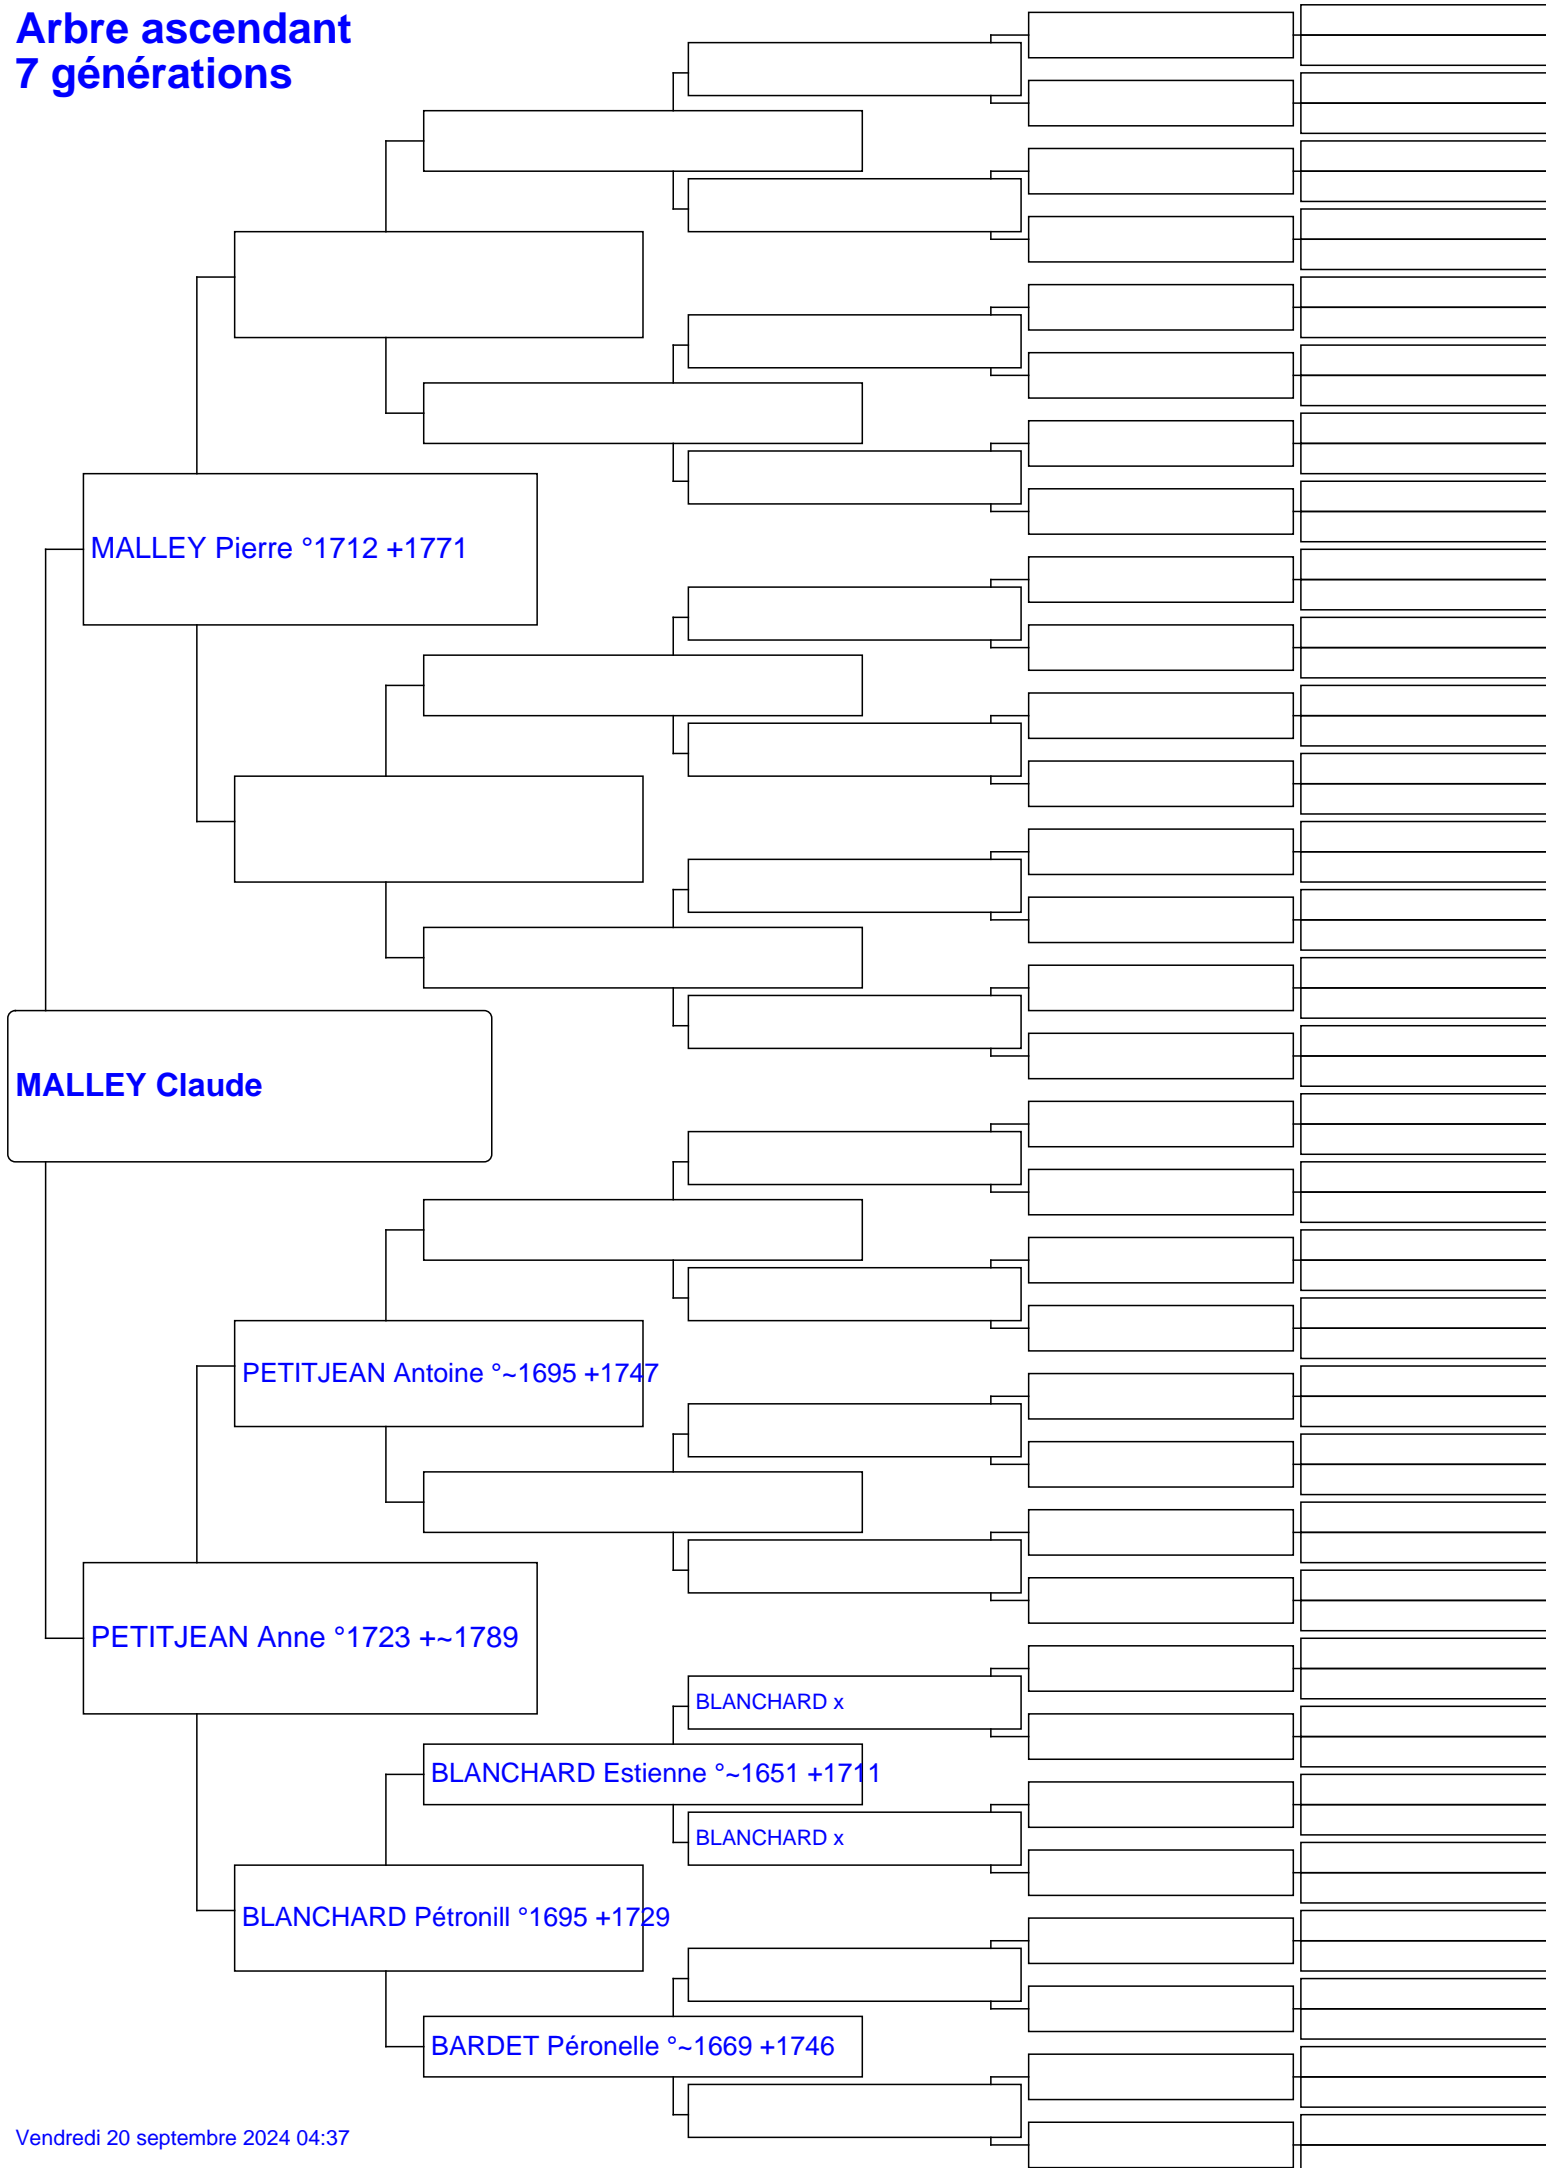 Arbre ascendant
7 générations
MALLEY Pierre °1712 +1771
MALLEY Claude
PETITJEAN Antoine °~1695 +1747
PETITJEAN Anne °1723 +~1789
BLANCHARD x
BLANCHARD Estienne °~1651 +1711
BLANCHARD x
BLANCHARD Pétronill °1695 +1729
BARDET Péronelle °~1669 +1746
Vendredi 20 septembre 2024 04:37